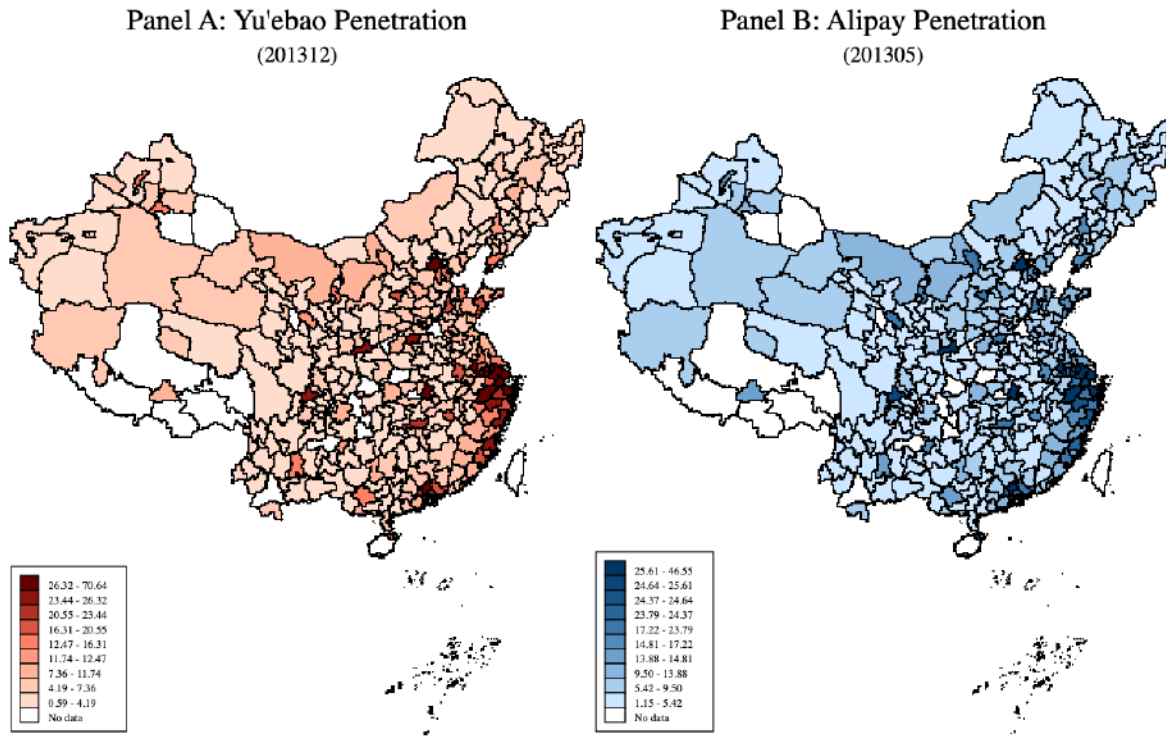 Panel A: Yu'ebao Penetration
(201312)
26.32 - 70.64
23.44 - 26.32
20.55 - 23.44
16.31 - 20.55
12.47 - 16.31
11.74 - 12.47
7.36 - 11.74
4.19 - 7.36
0.59 - 4.19
No data
Panel B: Alipay Penetration
(201305)
25.61 - 46.55
24.64 - 25.61
24.37 - 24.64
23.79 - 24.37
17.22 - 23.79
14.81 - 17.22
13.88 - 14.81
9.50 - 13.88
5.42 - 9.50
1.15 - 5.42
No data